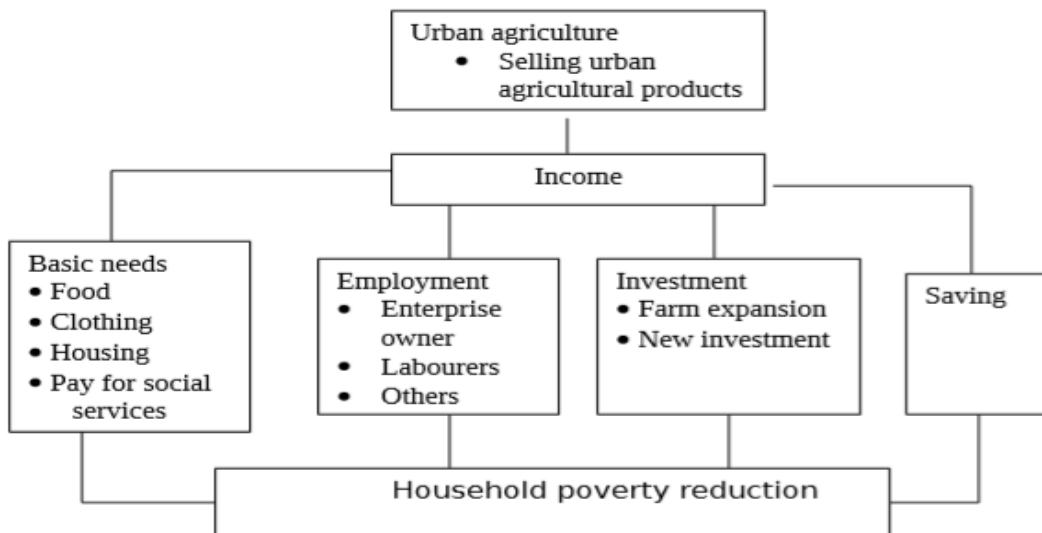 Urban agriculture
• Selling urban
agricultural products
Income
Basic needs
• Food
• Clothing
• Housing
• Pay for social
services
Employment
• Enterprise
owner
• Labourers
• Others
Investment
• Farm expansion
• New investment
Saving
Household poverty reduction